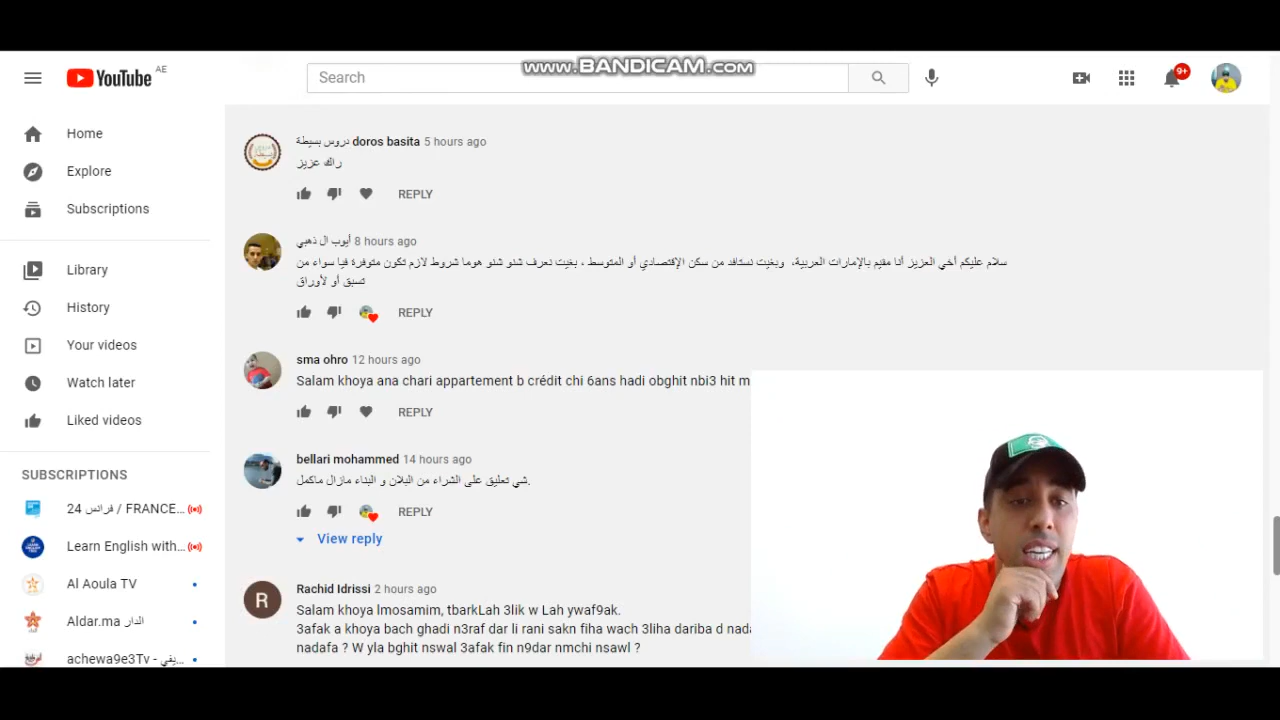 www.BANDICAM.com
YouTube AE
Search
9+
Home
Explore
Subscriptions
Library
History
Your videos
Watch later
Liked videos
SUBSCRIPTIONS
فرانس 24 / FRANCE...
Learn English with...
Al Aoula TV
Aldar.ma الدار
achewa9e3Tv - يفي...
دروس بسيطة doros basita 5 hours ago
راك عزيز
REPLY
أيوب ال ذهبي 8 hours ago
سلام عليكم أخي العزيز أنا مقيم بالإمارات العربية، وبغيت نستافد من سكن الإقتصادي أو المتوسط ، بغيت نعرف شنو شنو هوما شروط لازم تكون متوفرة فيا سواء من
تسبق أو لأوراق
REPLY
sma ohro 12 hours ago
Salam khoya ana chari appartement b crédit chi 6ans hadi obghit nbi3 hit m
REPLY
bellari mohammed 14 hours ago
شي تعليق على الشراء من البلان و البناء مازال ماكمل.
REPLY
View reply
R
Rachid Idrissi 2 hours ago
Salam khoya lmosamim, tbarkLah 3lik w Lah ywaf9ak.
3afak a khoya bach ghadi n3raf dar li rani sakn fiha wach 3liha dariba d nada
nadafa ? W yla bghit nswal 3afak fin n9dar nmchi nsawl ?